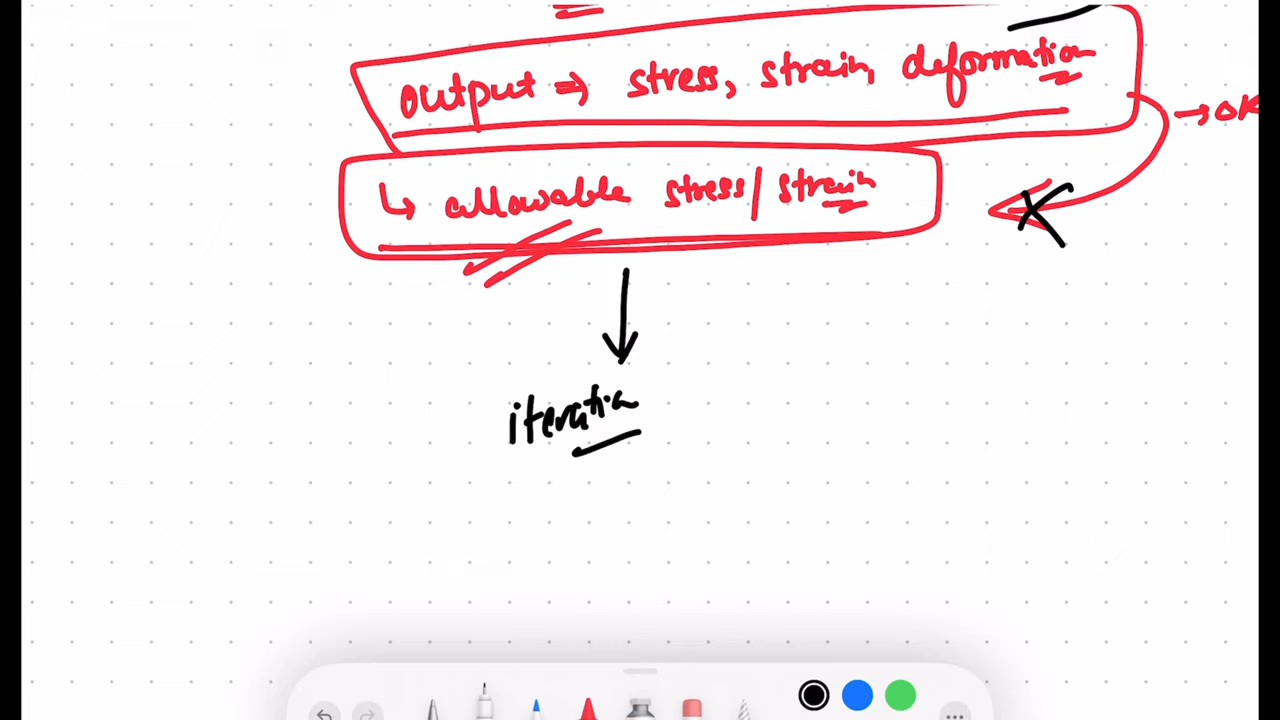 output ⇒ stress, strain, deformation
→ OK
↳ allowable stress/strain
iteration